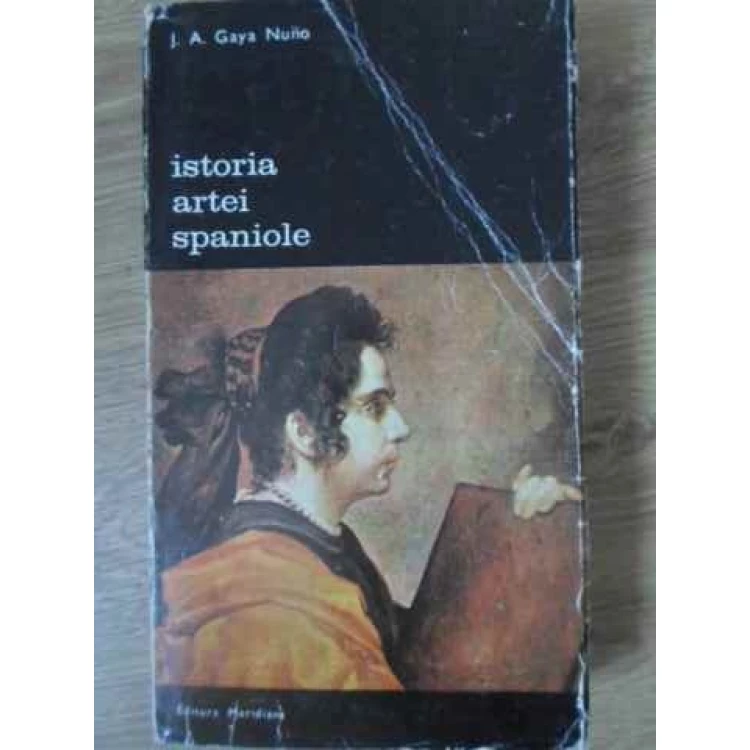 J. A. Gaya Nuño
istoria
artei
spaniole
Editura Meridiane